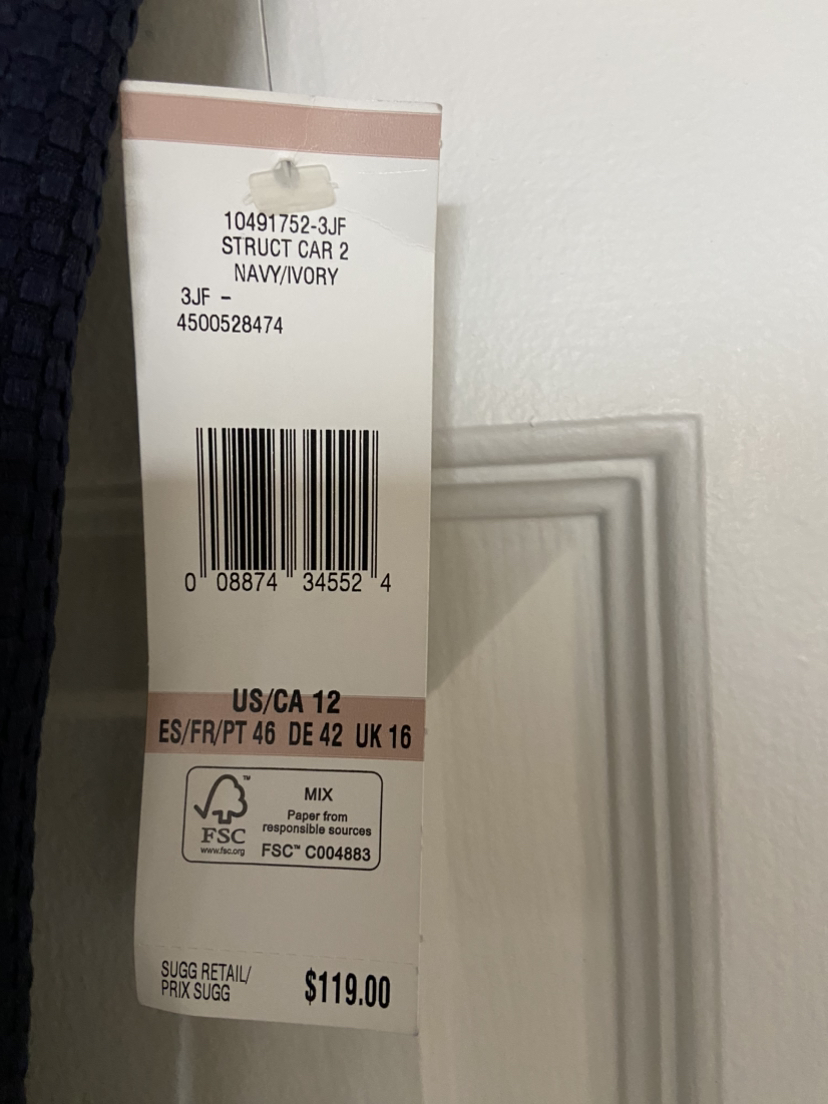 10491752-3JF
STRUCT CAR 2
NAVY/IVORY
3JF -
4500528474
0 08874 34552 4
US/CA 12
ES/FR/PT 46 DE 42 UK 16
FSC™
www.fsc.org
MIX
Paper from
responsible sources
FSC™ C004883
SUGG RETAIL/
PRIX SUGG
$119.00